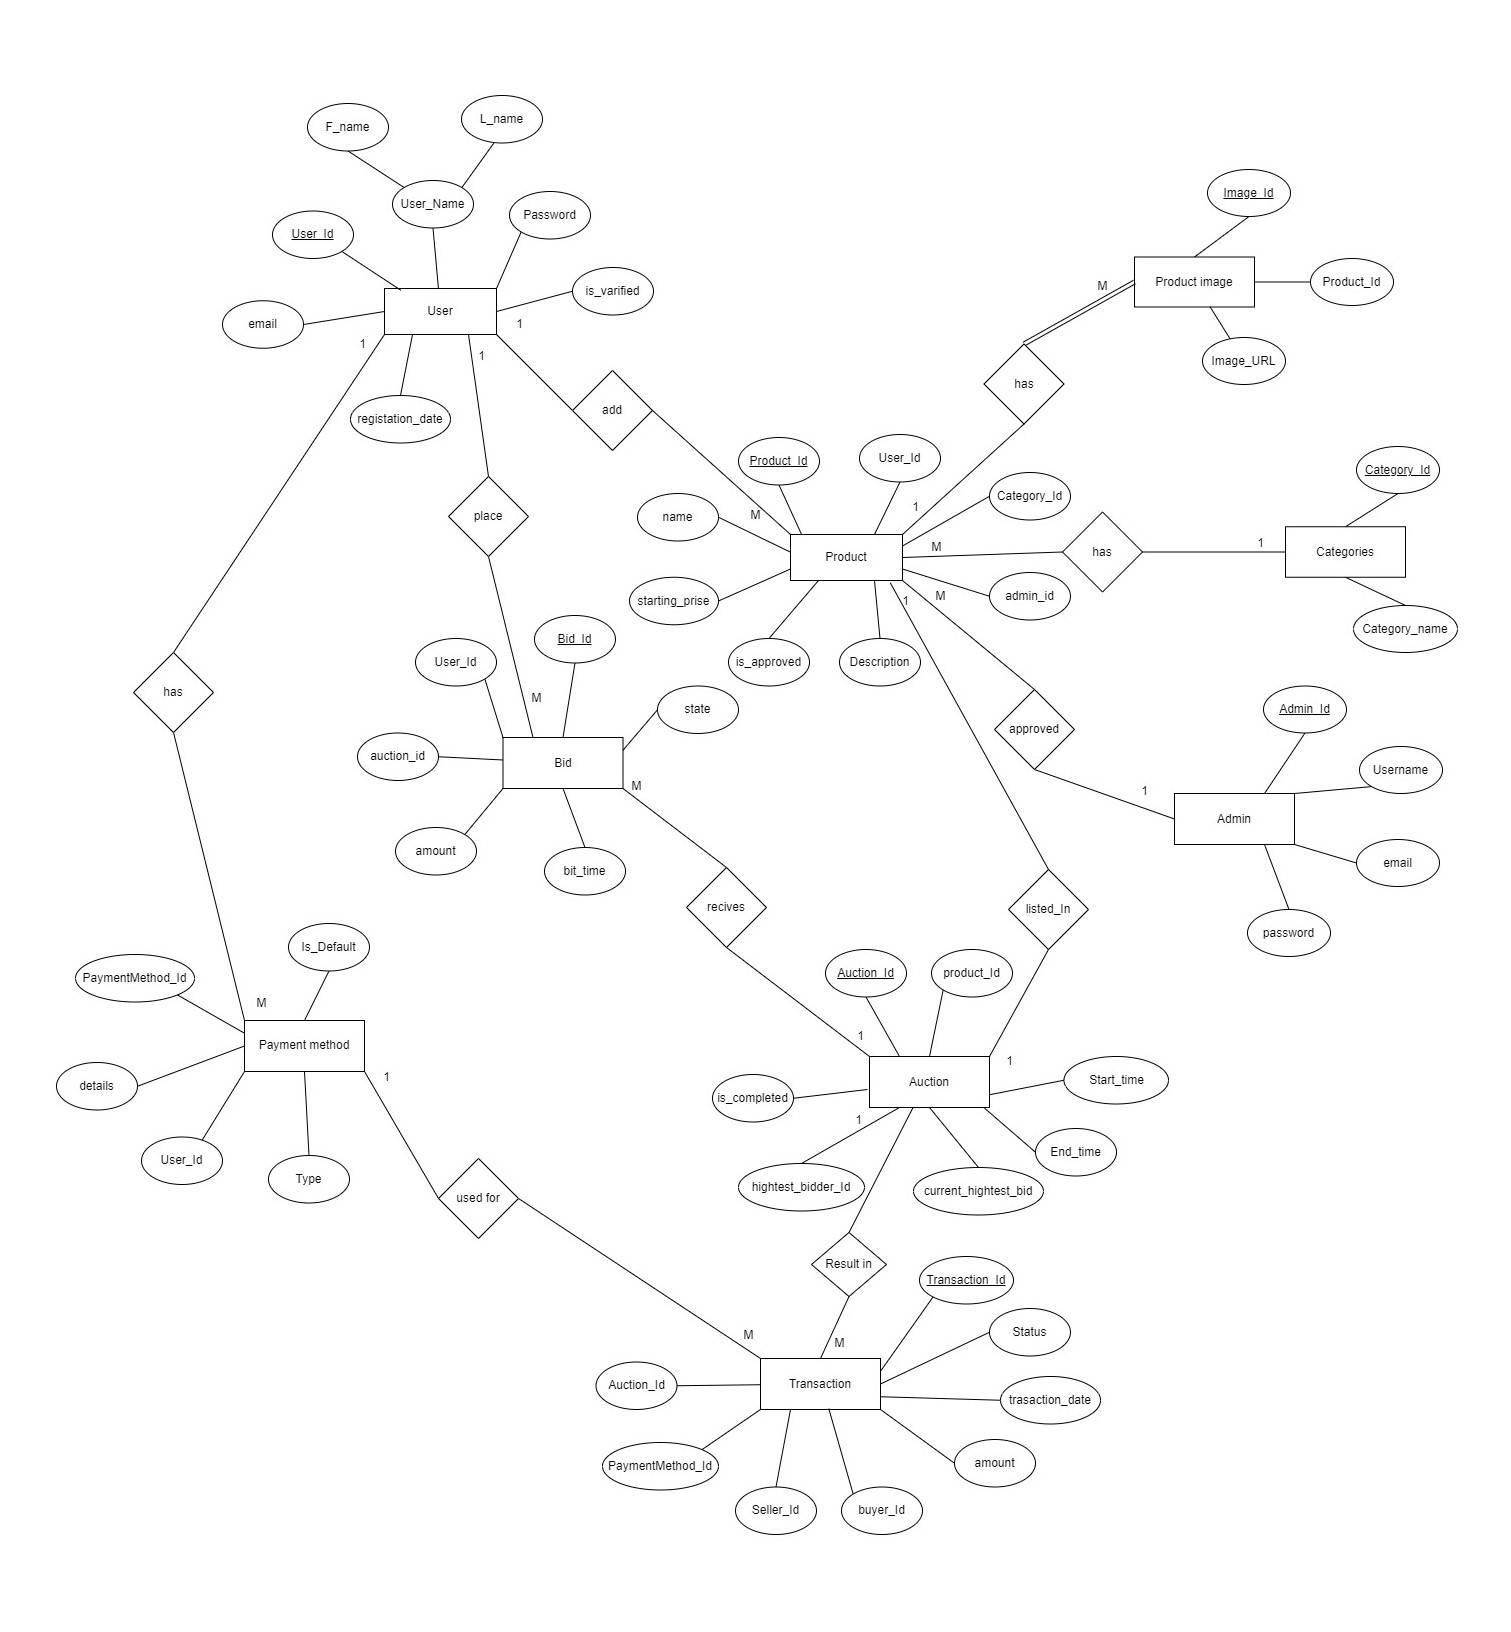 L_name
F_name
User_Name
Password
User_Id
is_varified
email
User
1
1
1
registation_date
Image_Id
Product image
Product_Id
M
Image_URL
has
add
Product_Id
User_Id
Category_Id
Category_Id
name
M
1
place
Product
M
has
1
Categories
starting_prise
1
M
admin_id
is_approved
Description
Category_name
Bid_Id
User_Id
M
state
has
approved
Admin_Id
auction_id
Bid
M
Username
1
Admin
amount
bit_time
email
recives
listed_In
password
Is_Default
PaymentMethod_Id
Auction_Id
product_Id
M
Payment method
1
1
details
1
Auction
Start_time
is_completed
1
User_Id
Type
End_time
hightest_bidder_Id
current_hightest_bid
used for
Result in
Transaction_Id
M
M
Status
Auction_Id
Transaction
trasaction_date
PaymentMethod_Id
amount
Seller_Id
buyer_Id